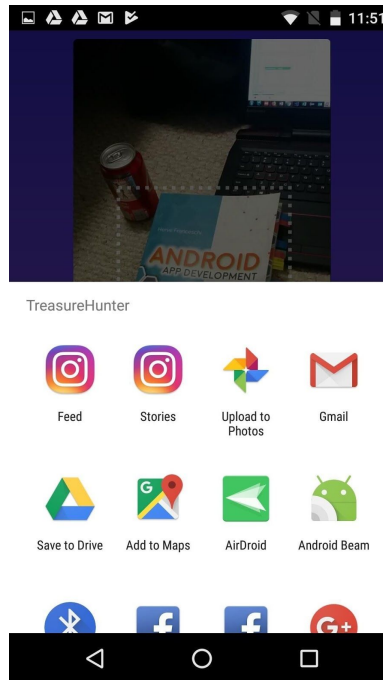 11:51
ANDROID
APP DEVELOPMENT
TreasureHunter
Feed
Stories
Upload to
Photos
Gmail
G
Save to Drive
Add to Maps
AirDroid
Android Beam
f
f
G+